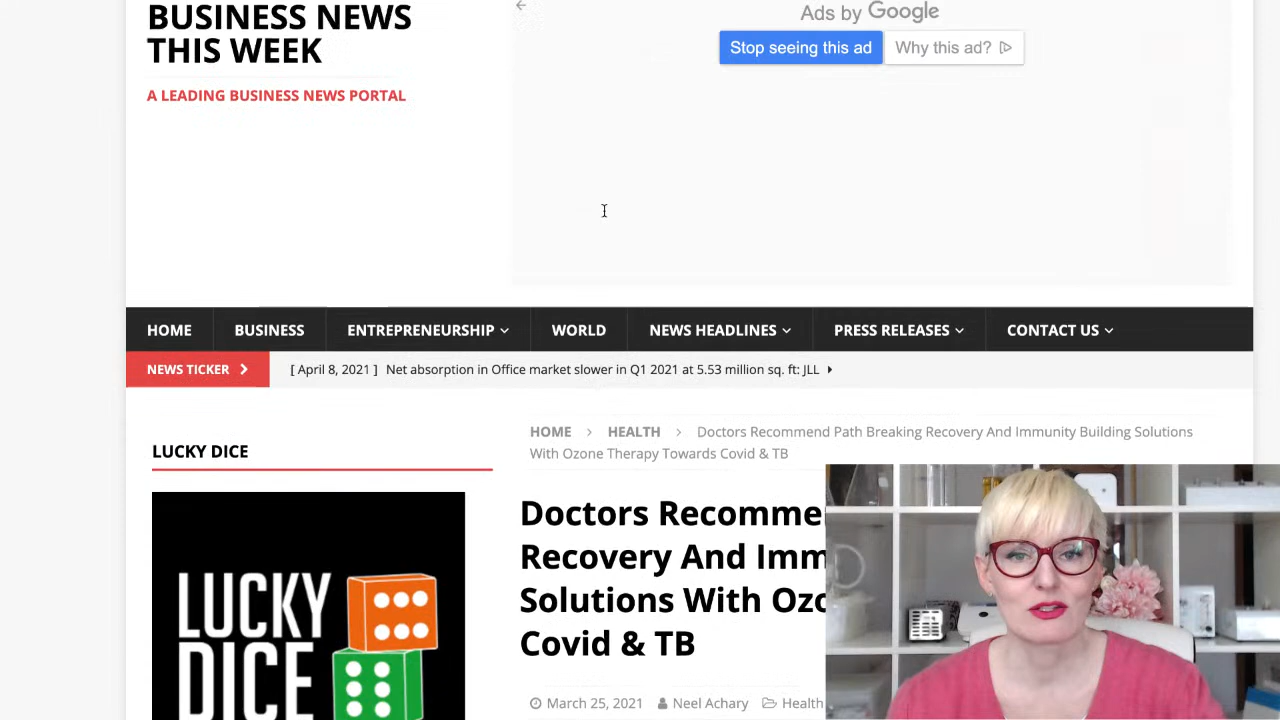 BUSINESS NEWS
THIS WEEK
A LEADING BUSINESS NEWS PORTAL
Ads by Google
Stop seeing this ad
Why this ad?
HOME
BUSINESS
ENTREPRENEURSHIP
WORLD
NEWS HEADLINES
PRESS RELEASES
CONTACT US
NEWS TICKER
[ April 8, 2021 ] Net absorption in Office market slower in Q1 2021 at 5.53 million sq. ft: JLL
LUCKY DICE
LUCKY
DICE
HOME > HEALTH > Doctors Recommend Path Breaking Recovery And Immunity Building Solutions
With Ozone Therapy Towards Covid & TB
Doctors
Recovery And
Solutions With
Covid & TB
March 25, 2021 Neel Achary Health